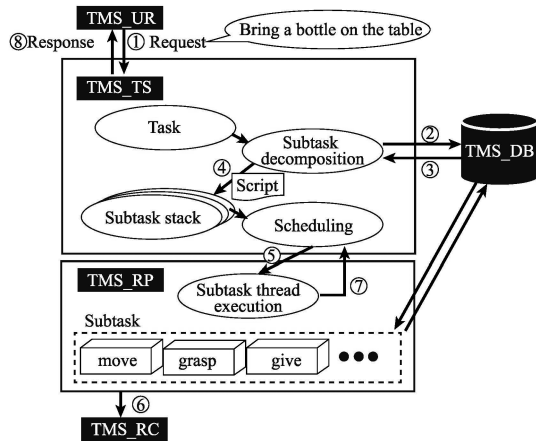 TMS_UR
⑧Response
① Request
Bring a bottle on the table
TMS_TS
Task
Subtask
decomposition
②
③
TMS_DB
④
Script
Subtask stack
Scheduling
⑤
TMS_RP
⑦
Subtask thread
execution
Subtask
move
grasp
give
⑥
TMS_RC